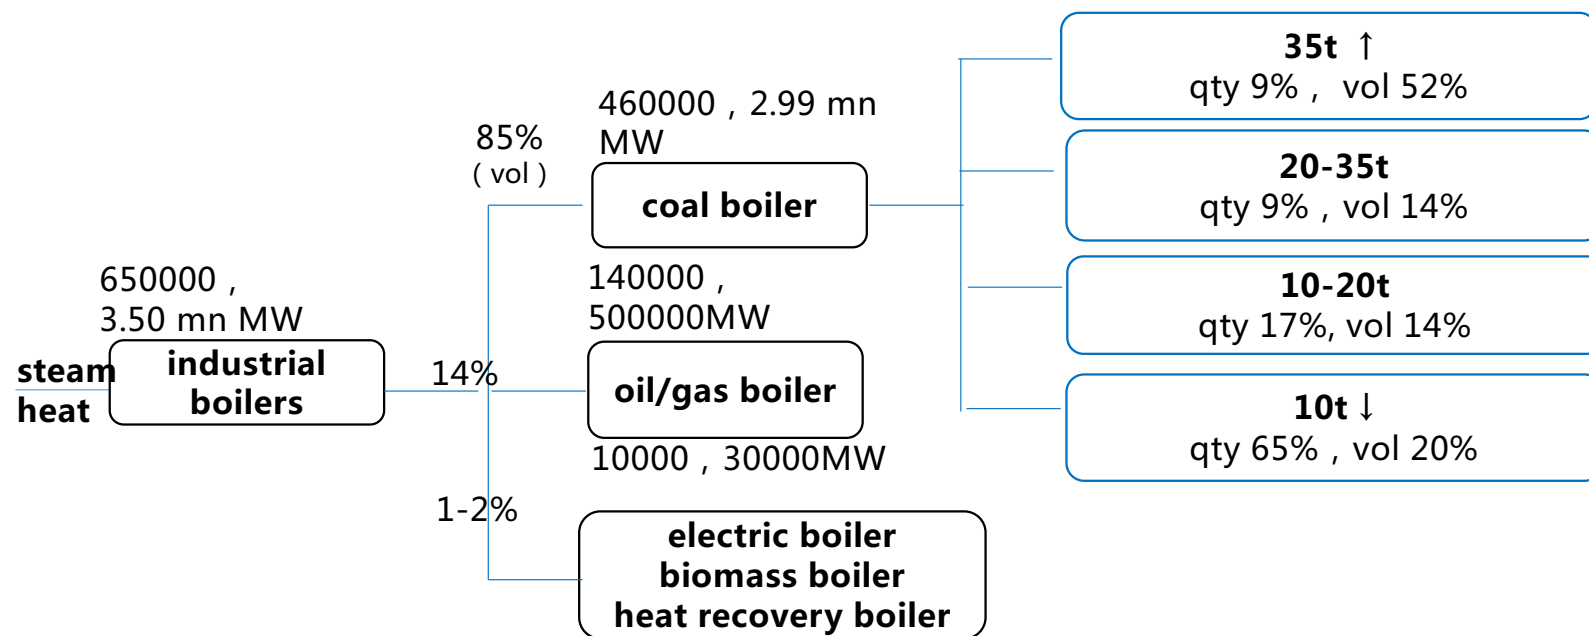 steam
heat
650000 ,
3.50 mn MW
industrial
boilers
85%
( vol )
14%
1-2%
460000 , 2.99 mn
MW
coal boiler
140000 ,
500000MW
oil/gas boiler
10000 , 30000MW
electric boiler
biomass boiler
heat recovery boiler
35t ↑
qty 9% , vol 52%
20-35t
qty 9% , vol 14%
10-20t
qty 17%, vol 14%
10t ↓
qty 65% , vol 20%